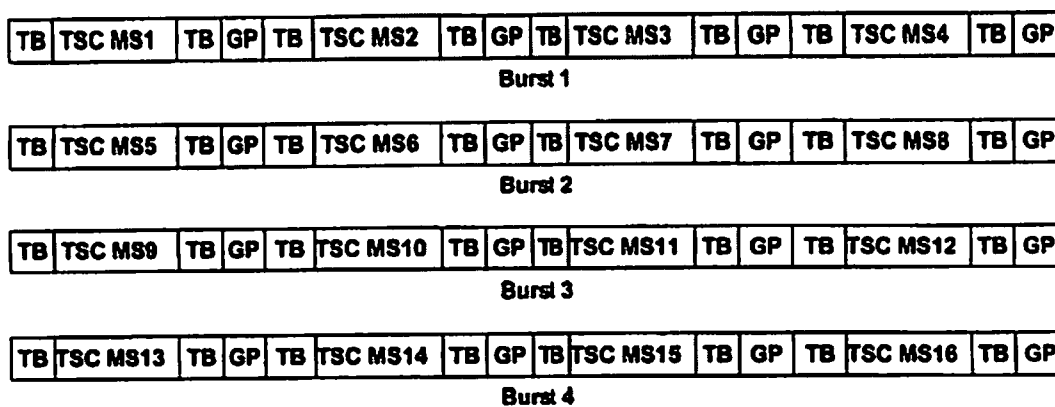 TB TSC MS1 TB GP TB TSC MS2 TB GP TB TSC MS3 TB GP TB TSC MS4 TB GP
Burst 1
TB TSC MS5 TB GP TB TSC MS6 TB GP TB TSC MS7 TB GP TB TSC MS8 TB GP
Burst 2
TB TSC MS9 TB GP TB TSC MS10 TB GP TB TSC MS11 TB GP TB TSC MS12 TB GP
Burst 3
TB TSC MS13 TB GP TB TSC MS14 TB GP TB TSC MS15 TB GP TB TSC MS16 TB GP
Burst 4